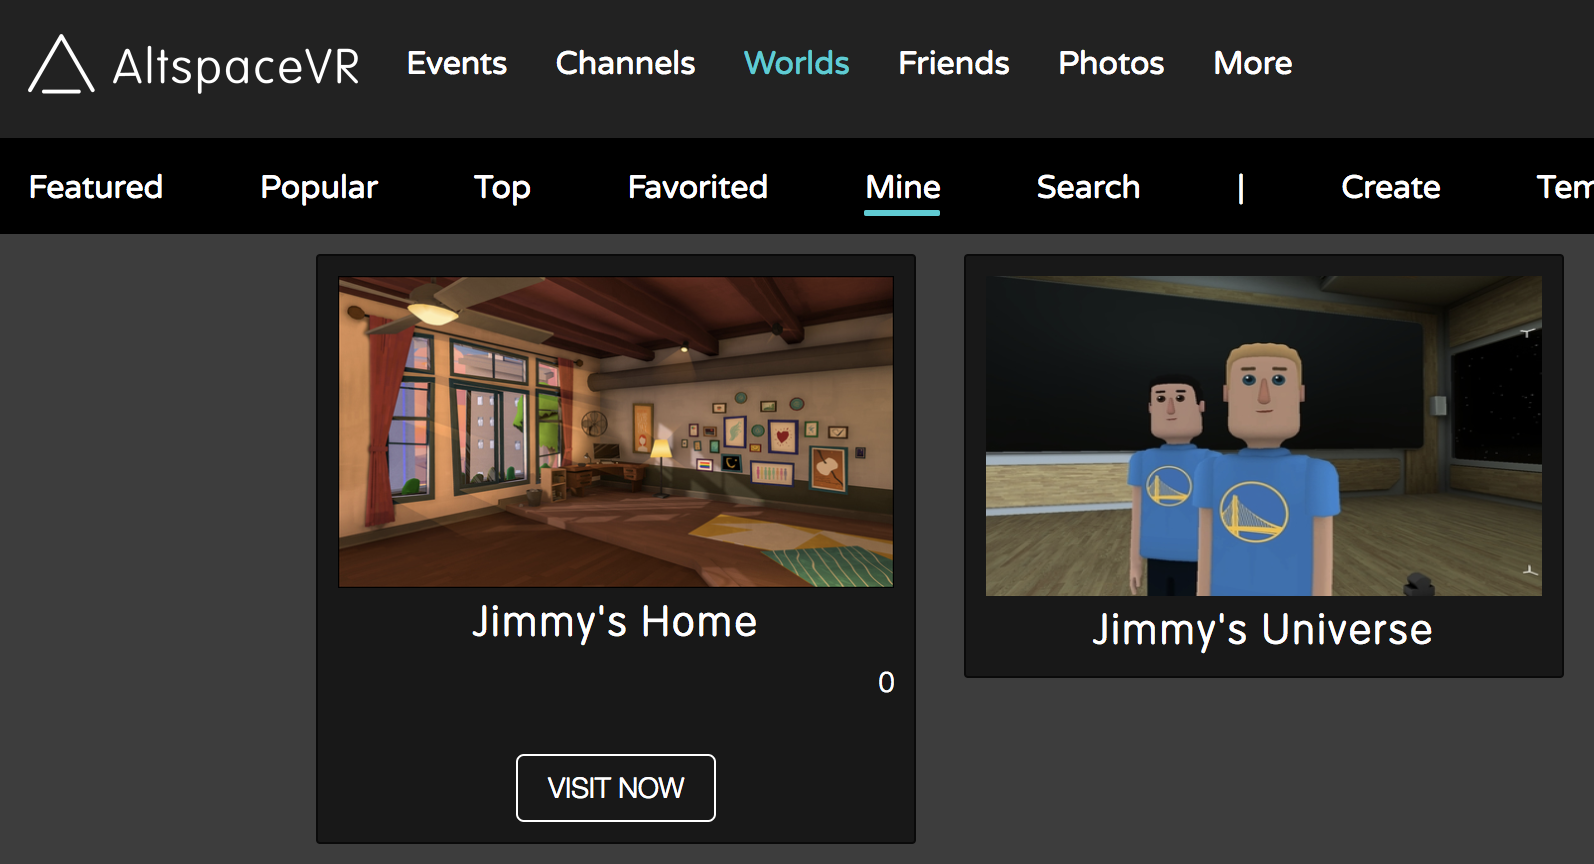 AltspaceVR Events Channels Worlds Friends Photos More
Featured Popular Top Favorited Mine Search | Create Tem
Jimmy's Home
0
VISIT NOW
Jimmy's Universe